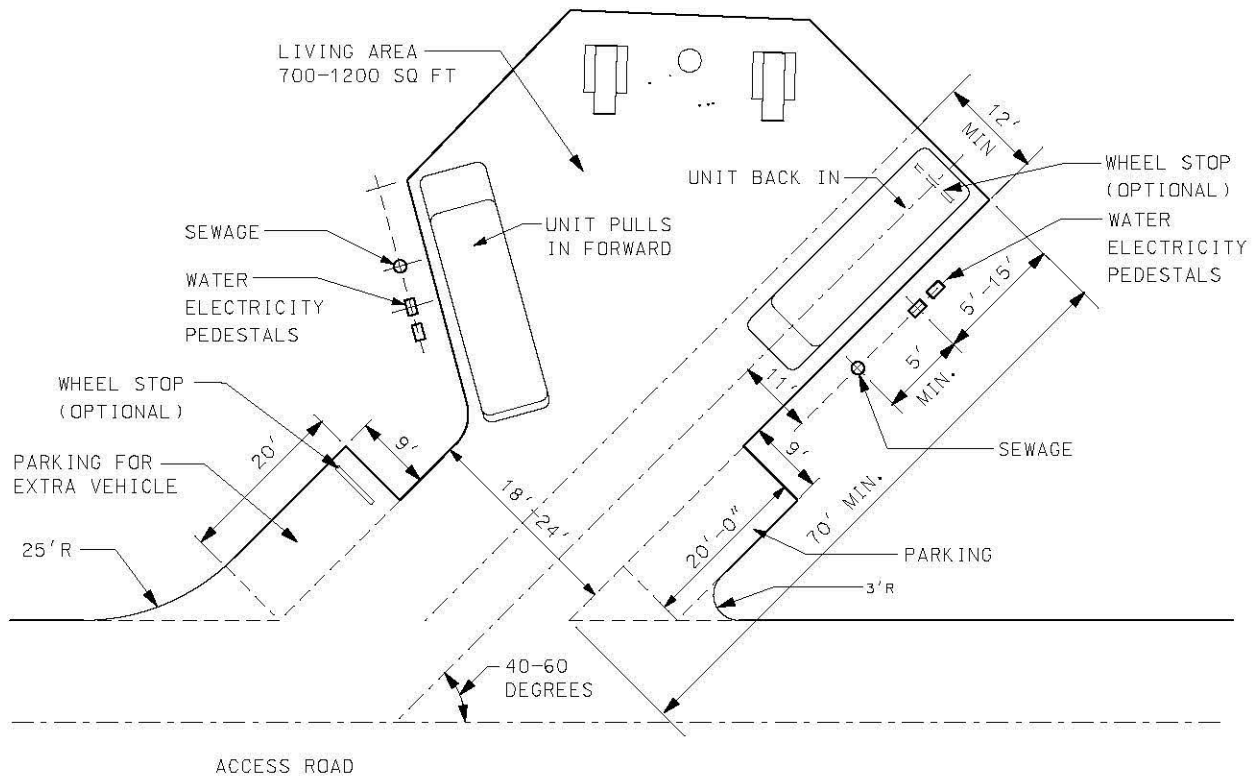 LIVING AREA
700-1200 SQ FT
12'
MIN
UNIT BACK IN
WHEEL STOP
(OPTIONAL)
SEWAGE
UNIT PULLS
IN FORWARD
WATER
ELECTRICITY
PEDESTALS
WATER
ELECTRICITY
PEDESTALS
5'-15'
5'
MIN.
WHEEL STOP
(OPTIONAL)
11'
20'
9'
9'
SEWAGE
PARKING FOR
EXTRA VEHICLE
18'-24'
70' MIN.
20'-0"
25'R
PARKING
3'R
40-60
DEGREES
ACCESS ROAD